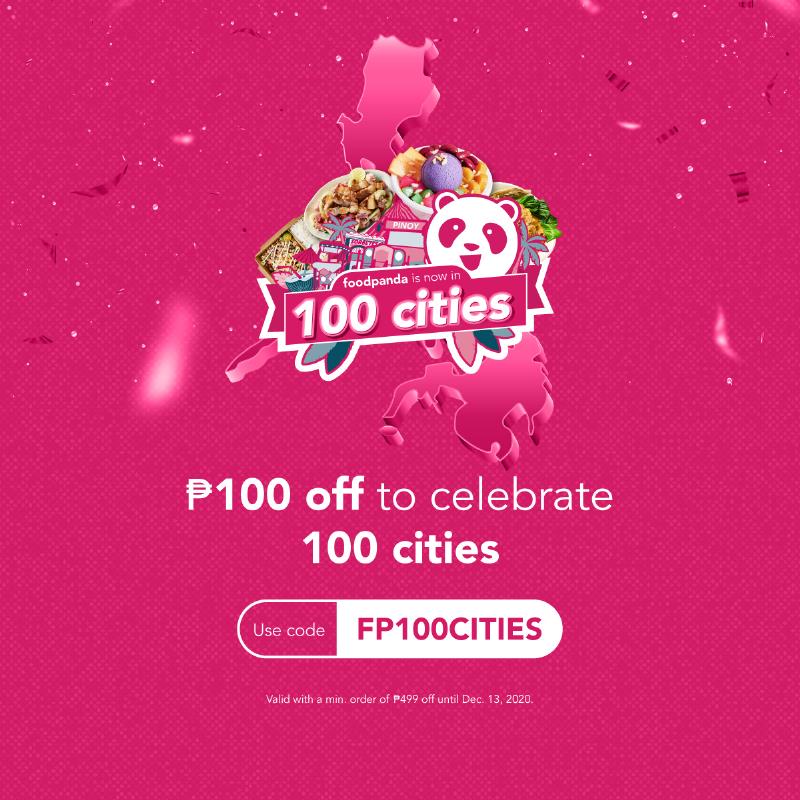 PINOY
foodpanda is now in
100 cities
₱100 off to celebrate
100 cities
Use code FP100CITIES
Valid with a min. order of ₱499 off until Dec. 13, 2020.